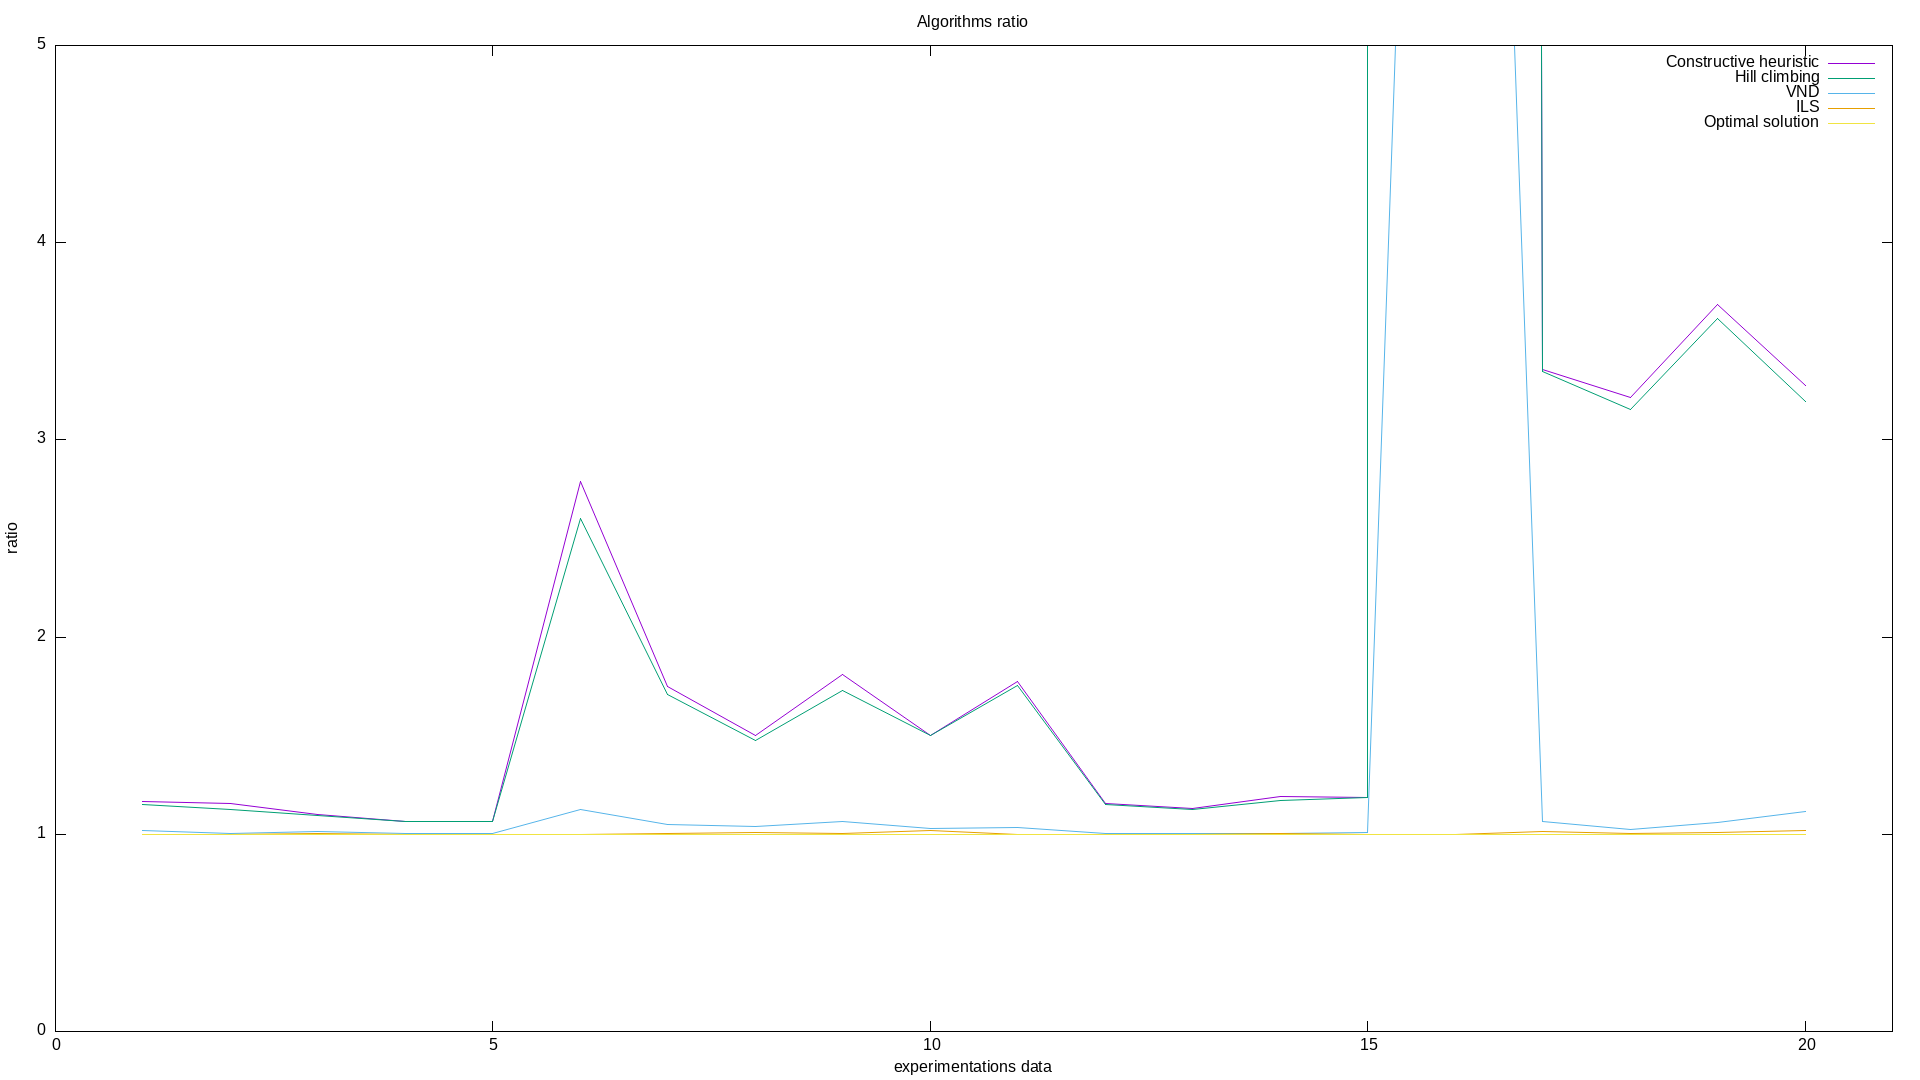 Algorithms ratio
5
4
3
2
1
0
ratio
0 5 10 15 20
experimentations data
Constructive heuristic
Hill climbing
VND
ILS
Optimal solution